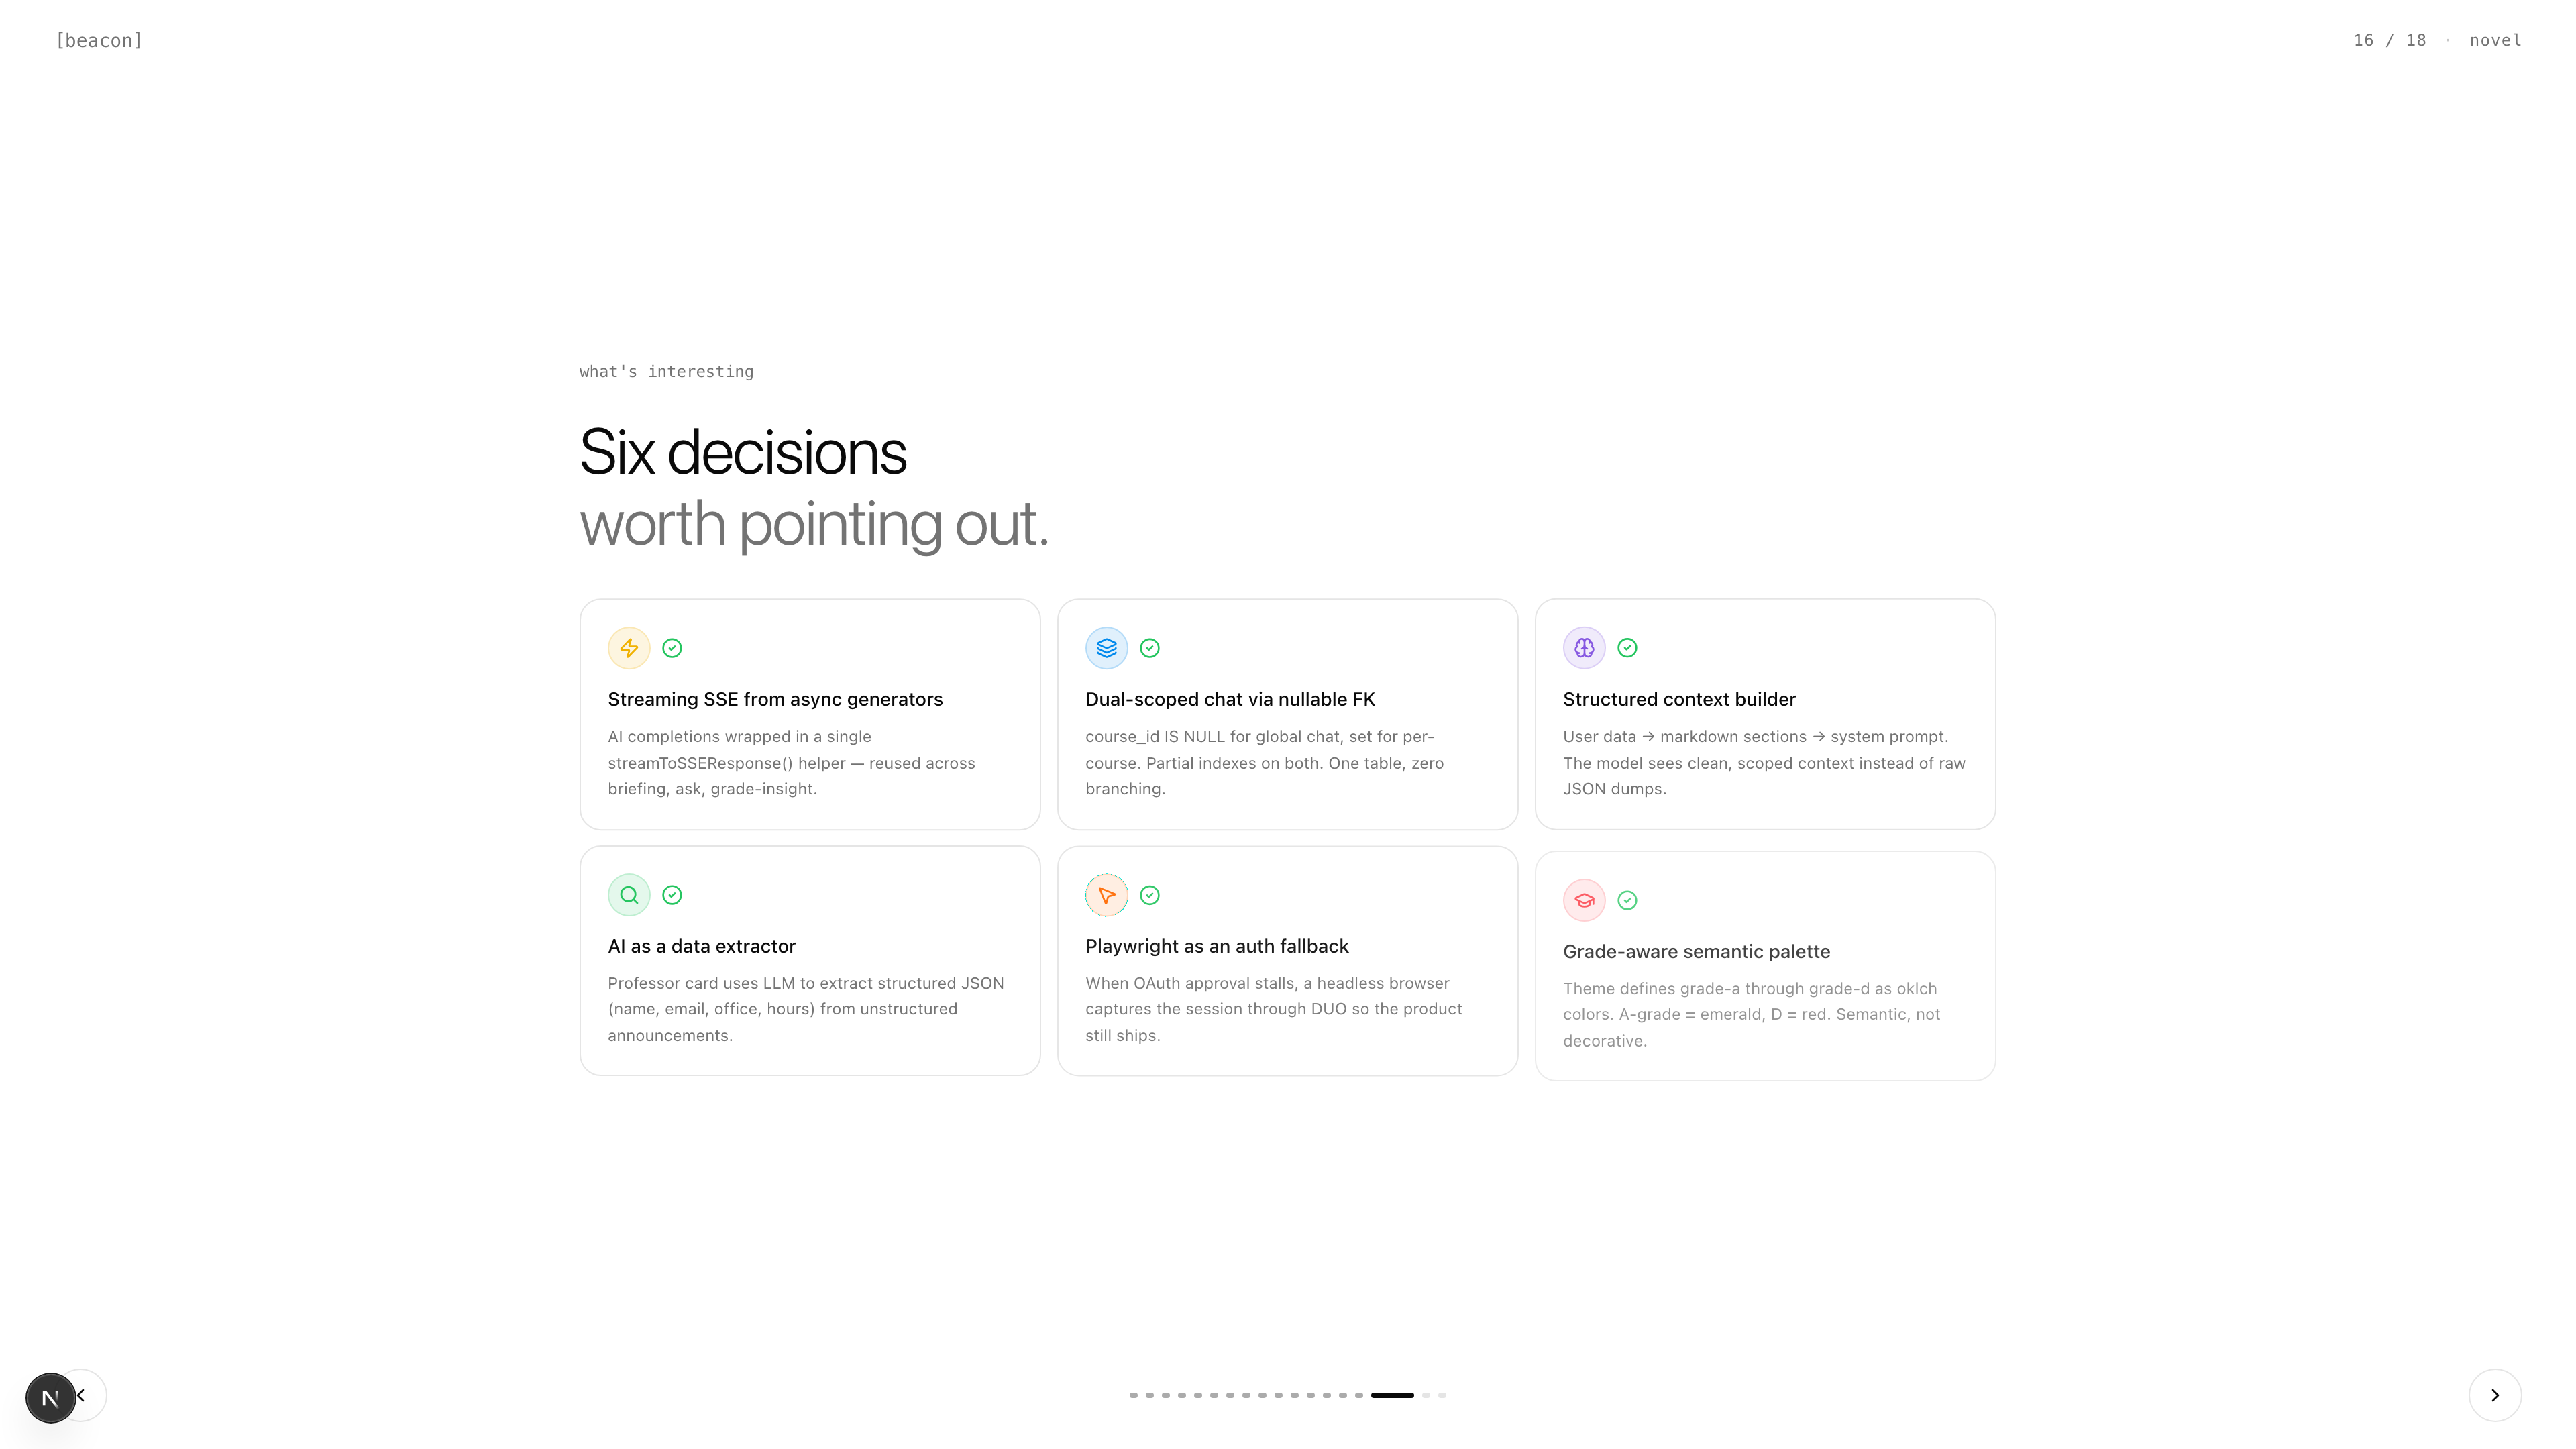 [beacon]
16 / 18 · novel
what's interesting
Six decisions
worth pointing out.
Streaming SSE from async generators
AI completions wrapped in a single
streamToSSEResponse() helper — reused across
briefing, ask, grade-insight.
Dual-scoped chat via nullable FK
course_id IS NULL for global chat, set for per-
course. Partial indexes on both. One table, zero
branching.
Structured context builder
User data → markdown sections → system prompt.
The model sees clean, scoped context instead of raw
JSON dumps.
AI as a data extractor
Professor card uses LLM to extract structured JSON
(name, email, office, hours) from unstructured
announcements.
Playwright as an auth fallback
When OAuth approval stalls, a headless browser
captures the session through DUO so the product
still ships.
Grade-aware semantic palette
Theme defines grade-a through grade-d as oklch
colors. A-grade = emerald, D = red. Semantic, not
decorative.
N